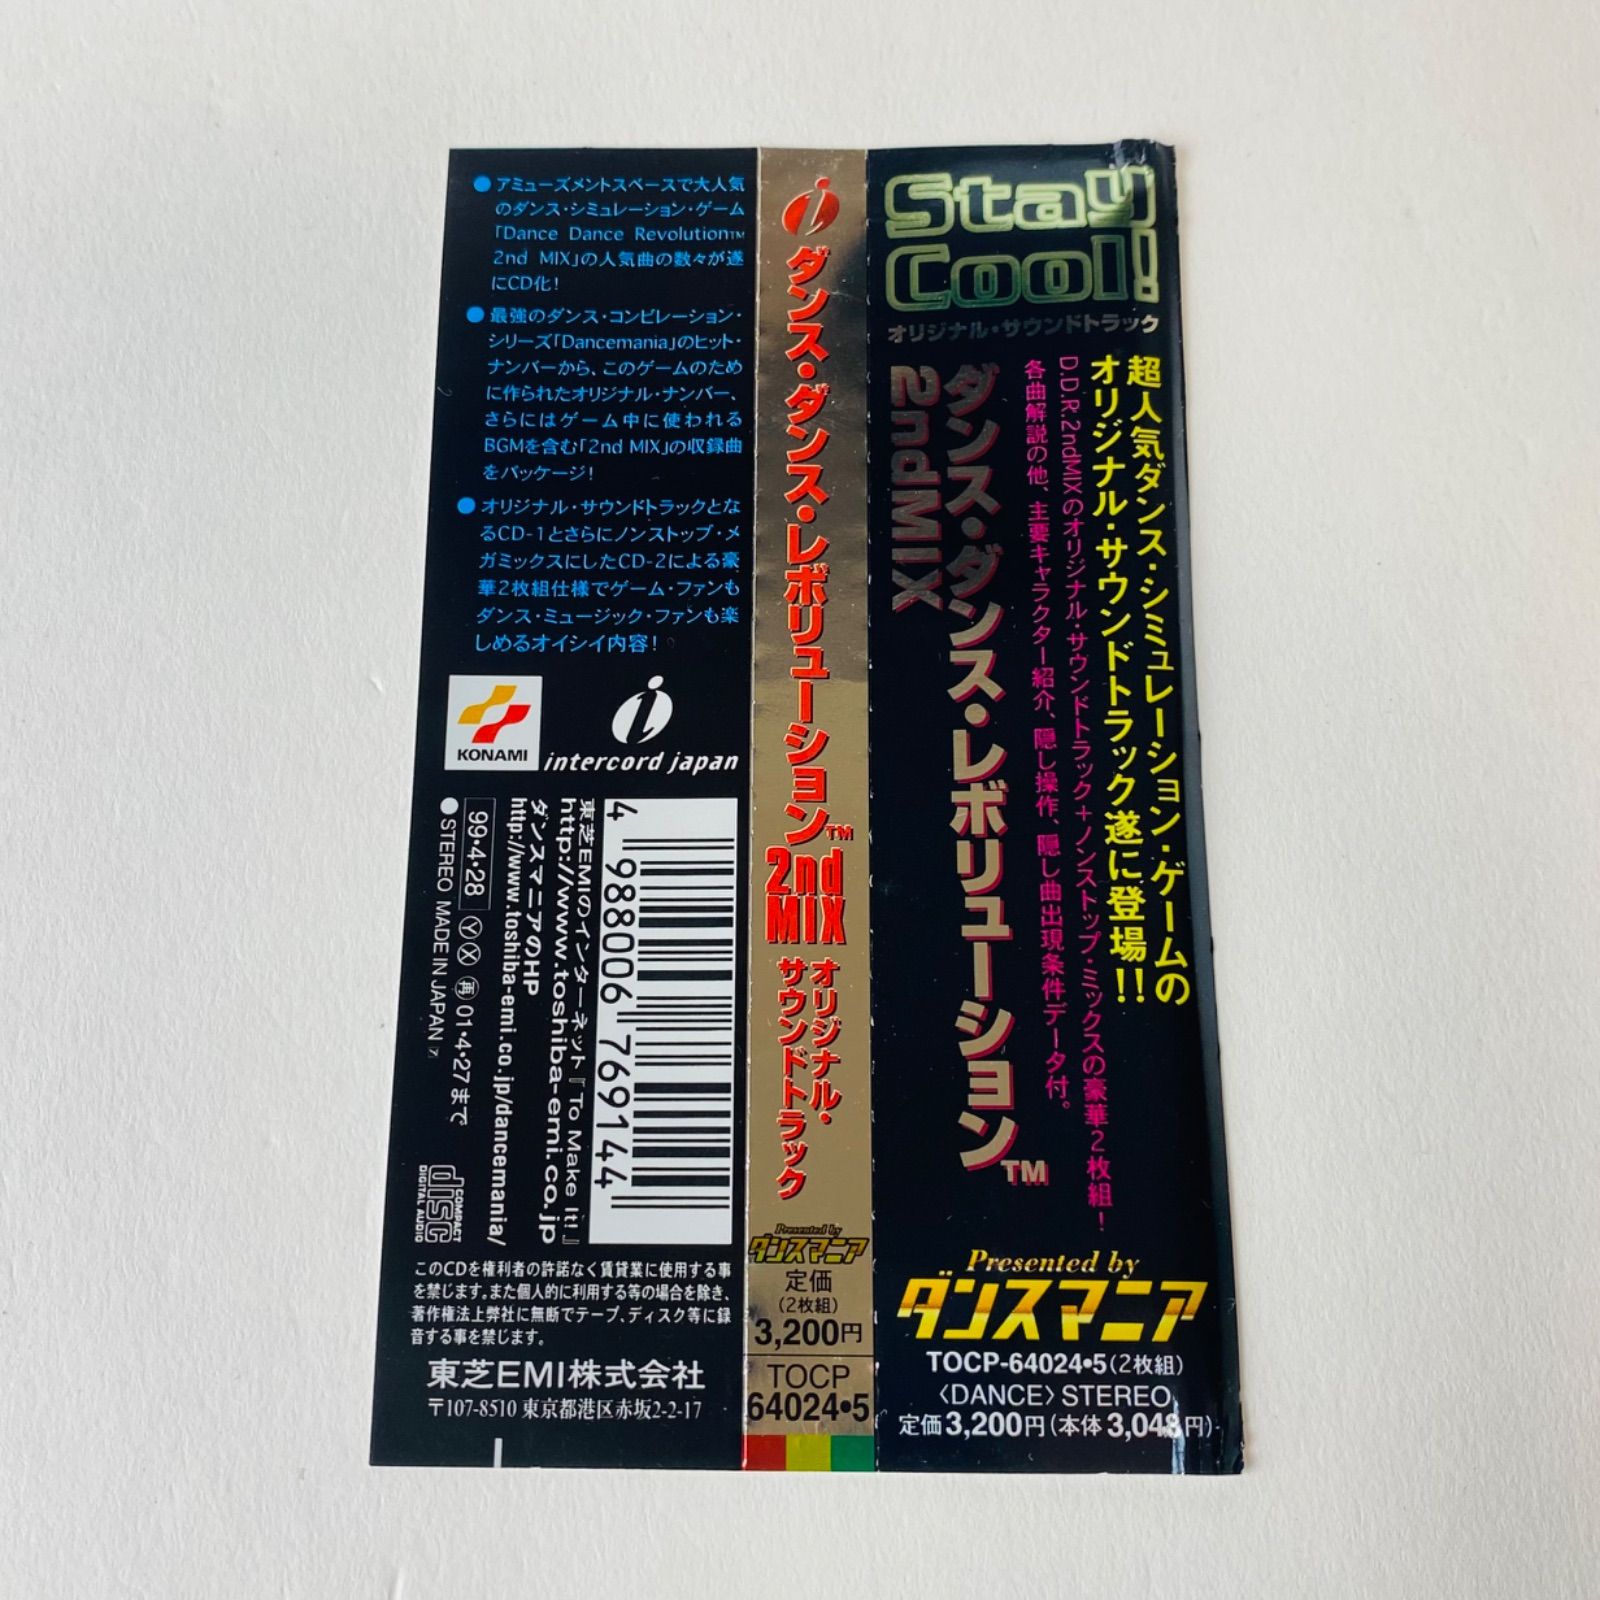 ●アミューズメントスペースで大人気
のダンス・シミュレーション・ゲーム
「Dance Dance Revolution™
2nd MIX」の人気曲の数々が遂
にCD化!
●最強のダンス・コンピレーション・
シリーズ「Dancemania」のヒット・
ナンバーから、このゲームのため
に作られたオリジナル・ナンバー、
さらにはゲーム中に使われる
BGMを含む「2nd MIX」の収録曲
をパッケージ!
●オリジナル・サウンドトラックとな
るCD-1とさらにノンストップ・メ
ガミックスにしたCD-2による豪
華2枚組仕様でゲーム・ファンも
ダンス・ミュージック・ファンも楽
しめるオイシイ内容!
KONAMI
intercord japan
4 988006 769144
東芝EMIのインターネット『To Make It!』
http://www.toshiba-emi.co.jp
ダンスマニアのHP
http://www.toshiba-emi.co.jp/dancemania/
99・4・28 Ⓨ Ⓧ 再 01・4・27まで
●STEREO MADE IN JAPAN
COMPACT
disc
DIGITAL AUDIO
このCDを権利者の許諾なく賃貸業に使用する事
を禁じます。また個人的に利用する等の場合を除き、
著作権法上弊社に無断でテープ、ディスク等に録
音する事を禁じます。
東芝EMI株式会社
〒107-8510 東京都港区赤坂2-2-17
i
ダンス・ダンス・レボリューション™
2nd
MIX
オリジナル・
サウンドトラック
Presented by
ダンスマニア
定価
(2枚組)
3,200円
TOCP
64024・5
Stay
Cool!
オリジナル・サウンドトラック
超人気ダンス・シミュレーション・ゲームの
オリジナル・サウンドトラック遂に登場!!
D.D.R.2ndMIXのオリジナル・サウンドトラック+ノンストップ・ミックスの豪華2枚組!
各曲解説の他、主要キャラクター紹介、隠し操作、隠し曲出現条件データ付。
ダンス・ダンス・レボリューション™
2ndMIX
Presented by
ダンスマニア
TOCP-64024・5(2枚組)
〈DANCE〉STEREO
定価3,200円(本体3,048円)